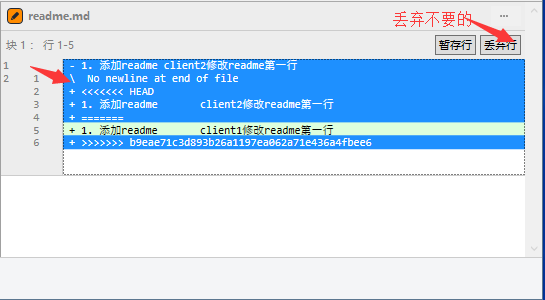 readme.md
丢弃不要的
...
块 1： 行 1-5
暂存行 丢弃行
1 - 1. 添加readme client2修改readme第一行
2 1 \ No newline at end of file
2 + <<<<<<< HEAD
3 + 1. 添加readme client2修改readme第一行
4 + =======
5 + 1. 添加readme client1修改readme第一行
6 + >>>>>>> b9eae71c3d893b26a1197ea062a71e436a4fbee6